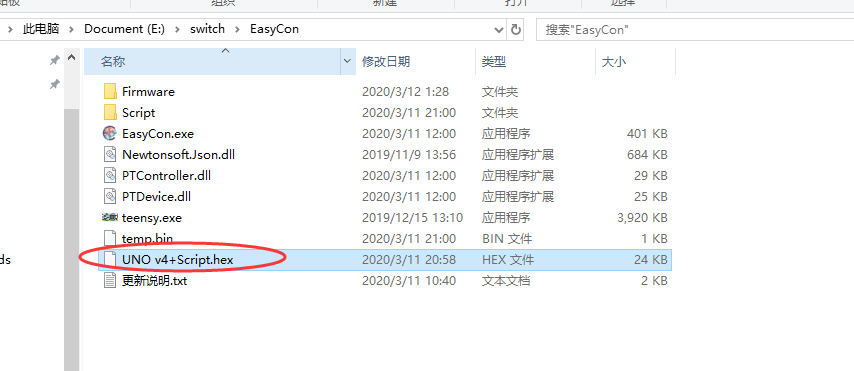 组织
新建
打开
选择
此电脑 > Document (E:) > switch > EasyCon
搜索"EasyCon"
名称 修改日期 类型 大小
Firmware 2020/3/12 1:28 文件夹
Script 2020/3/11 21:00 文件夹
EasyCon.exe 2020/3/11 12:00 应用程序 401 KB
Newtonsoft.Json.dll 2019/11/9 13:56 应用程序扩展 684 KB
PTController.dll 2020/3/11 12:00 应用程序扩展 29 KB
PTDevice.dll 2020/3/11 12:00 应用程序扩展 25 KB
teensy.exe 2019/12/15 13:10 应用程序 3,920 KB
temp.bin 2020/3/11 21:00 BIN 文件 1 KB
ds
UNO v4+Script.hex 2020/3/11 20:58 HEX 文件 24 KB
更新说明.txt 2020/3/11 10:40 文本文档 2 KB